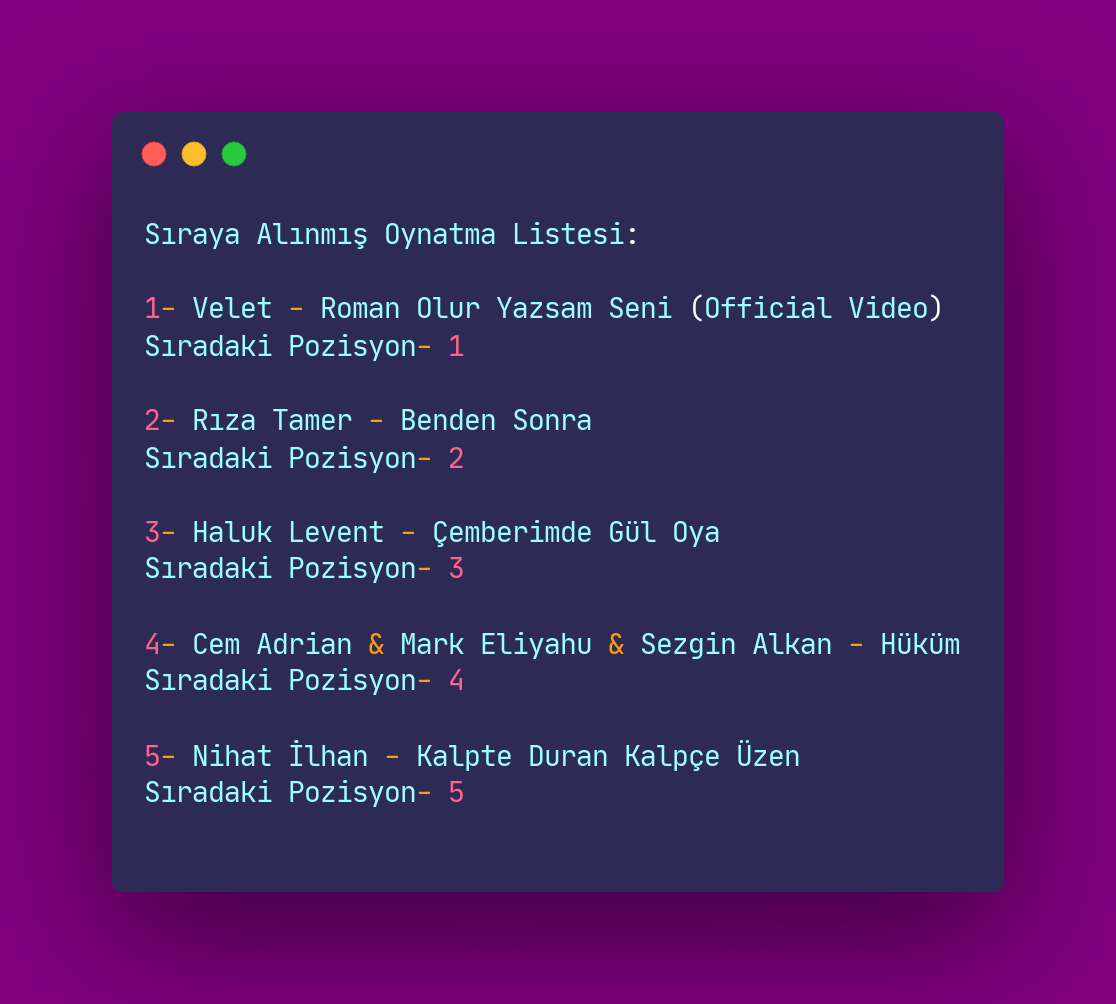 Sıraya Alınmış Oynatma Listesi:
1- Velet - Roman Olur Yazsam Seni (Official Video)
Sıradaki Pozisyon- 1
2- Rıza Tamer - Benden Sonra
Sıradaki Pozisyon- 2
3- Haluk Levent - Çemberimde Gül Oya
Sıradaki Pozisyon- 3
4- Cem Adrian & Mark Eliyahu & Sezgin Alkan - Hüküm
Sıradaki Pozisyon- 4
5- Nihat İlhan - Kalpte Duran Kalpçe Üzen
Sıradaki Pozisyon- 5